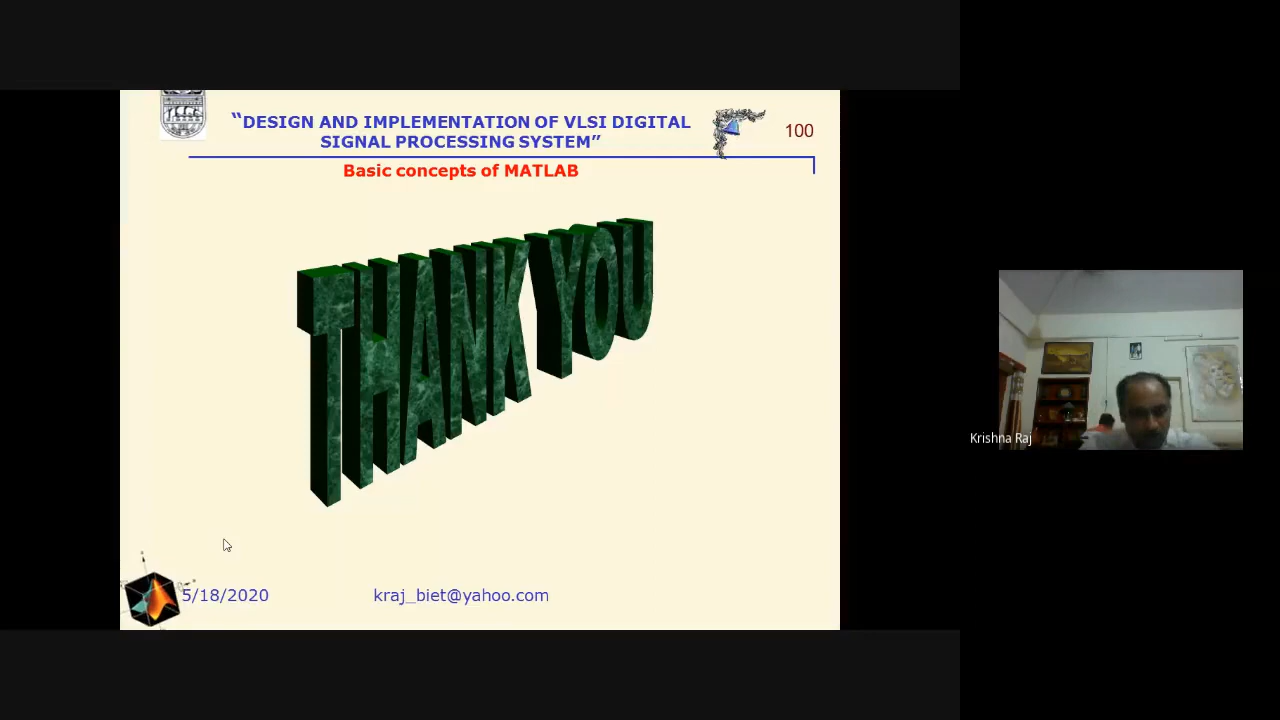 “DESIGN AND IMPLEMENTATION OF VLSI DIGITAL
SIGNAL PROCESSING SYSTEM”
100
Basic concepts of MATLAB
THANK YOU
5/18/2020
kraj_biet@yahoo.com
Krishna Raj